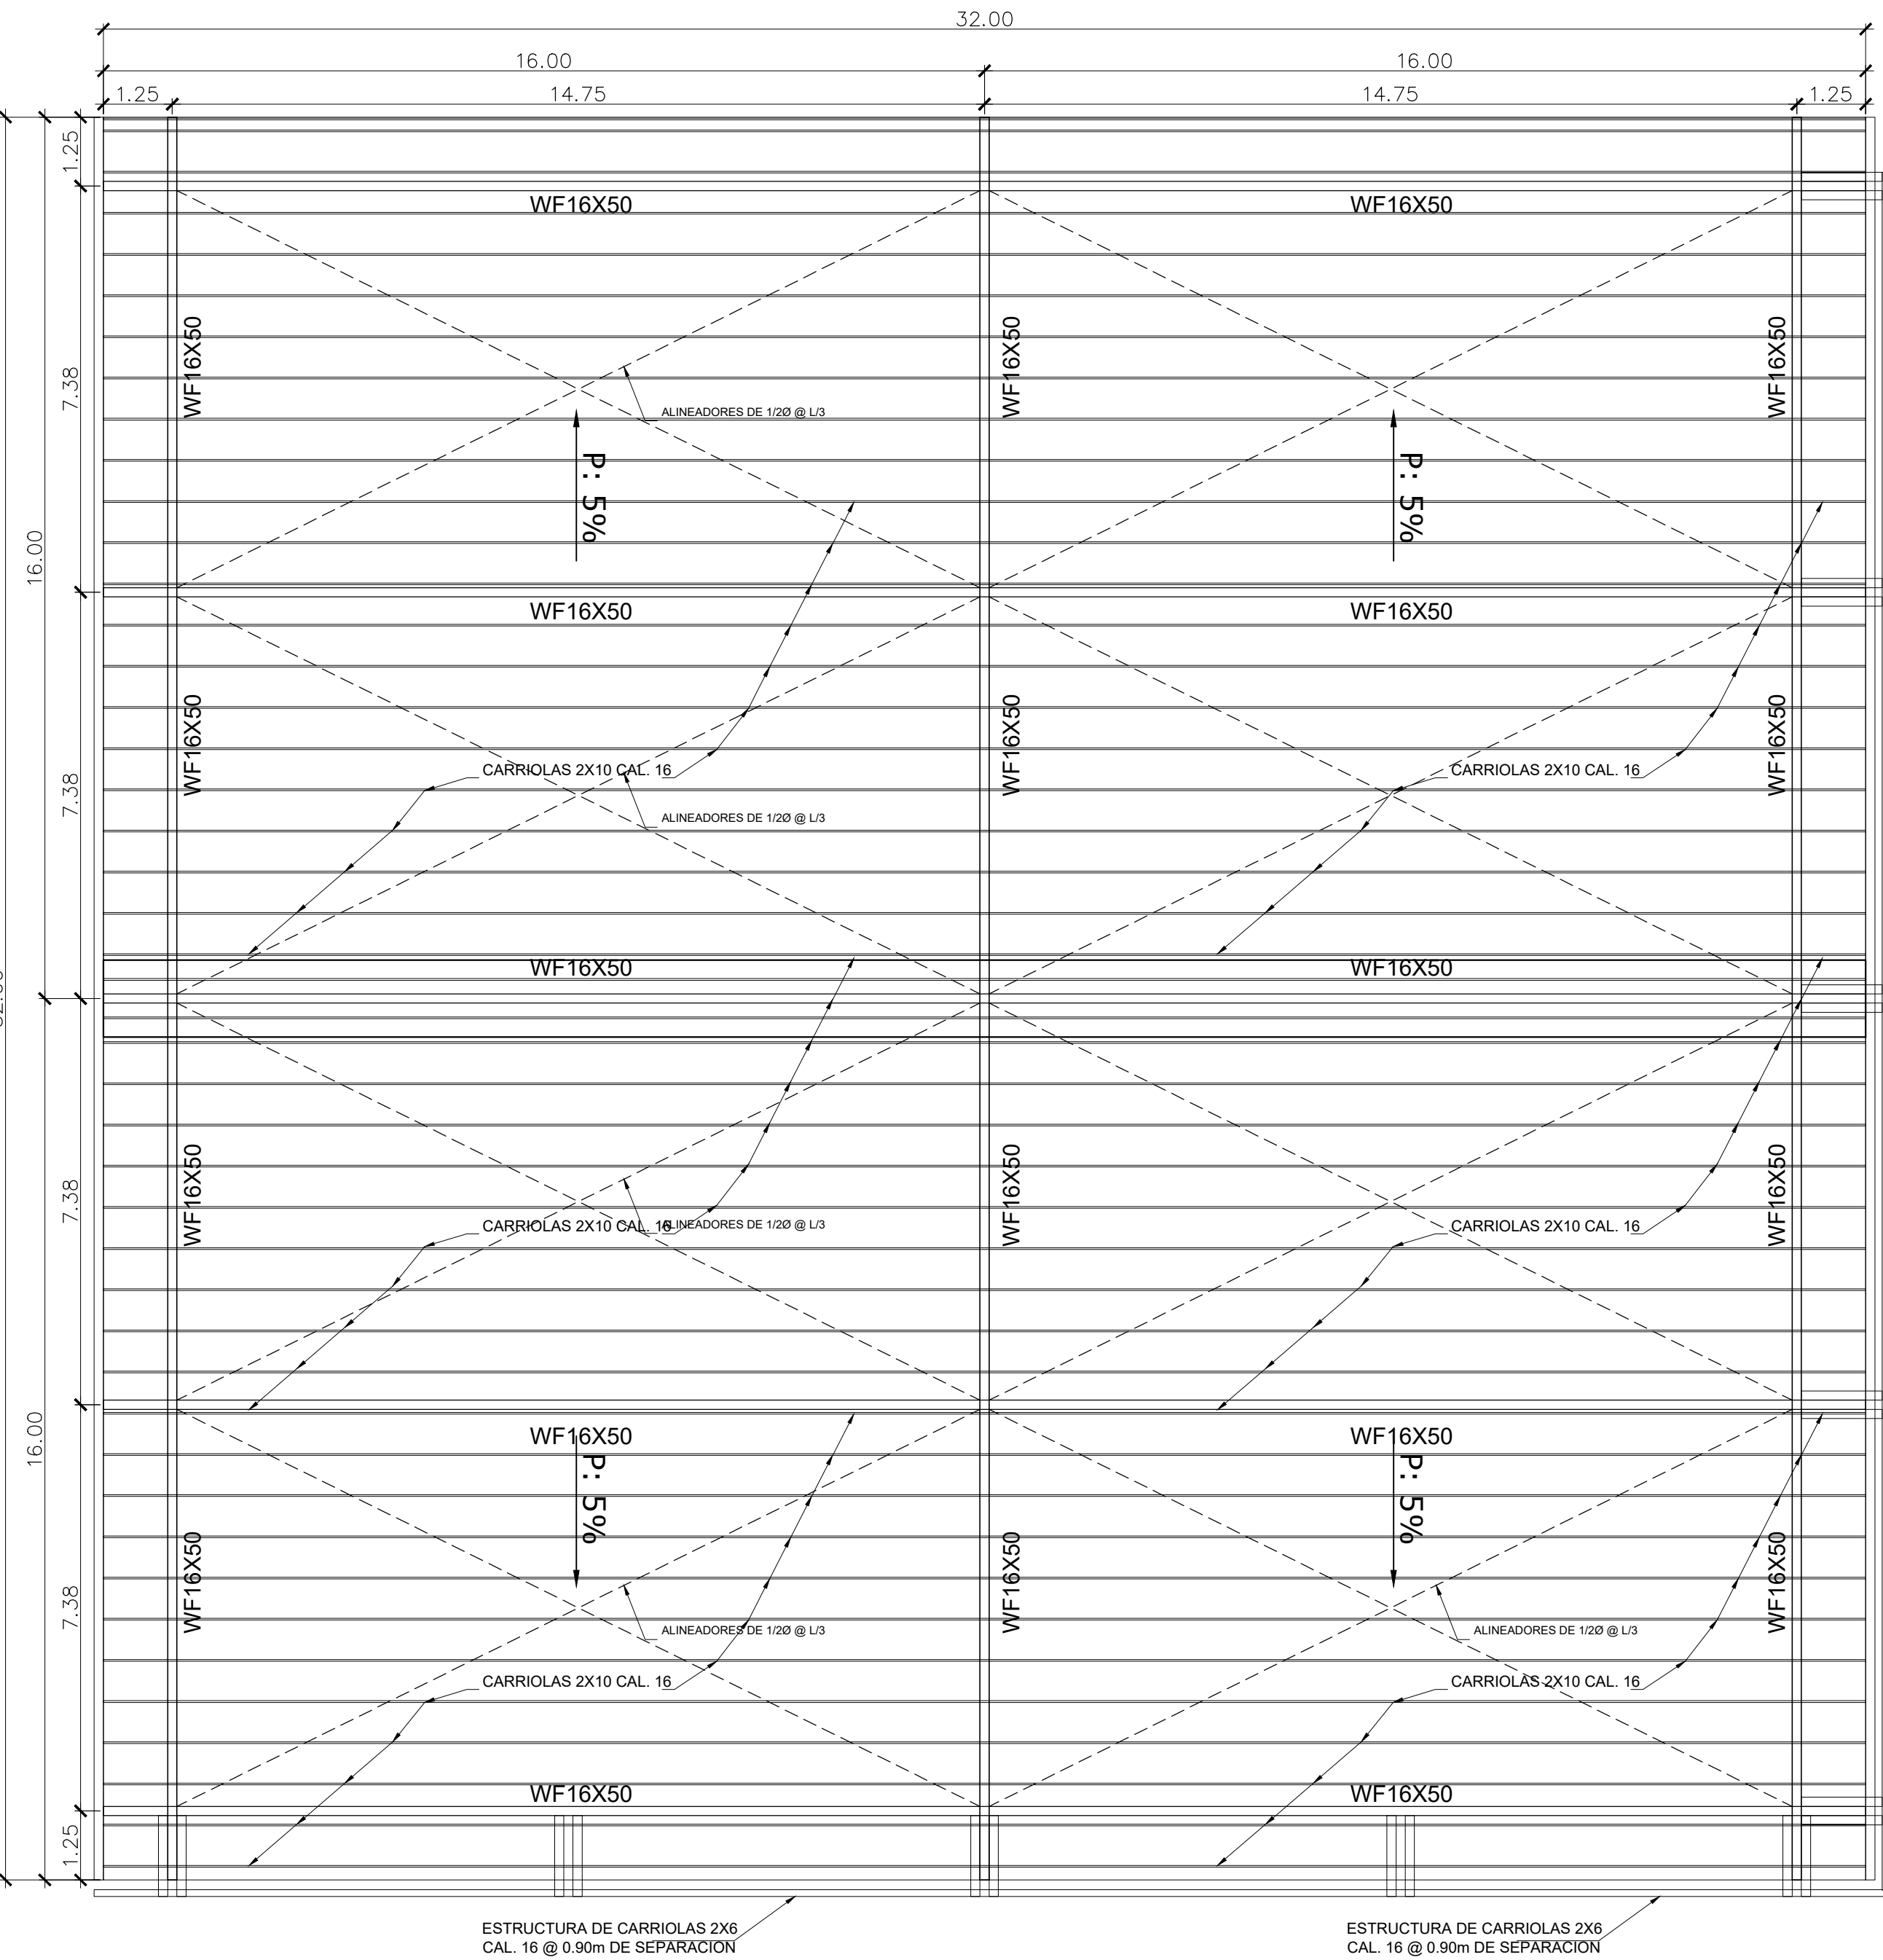 32.00
16.00
16.00
1.25
14.75
14.75
1.25
1.25
WF16X50
WF16X50
7.38
WF16X50
WF16X50
WF16X50
ALINEADORES DE 1/2Ø @ L/3
P: 5%
P: 5%
16.00
WF16X50
WF16X50
7.38
WF16X50
WF16X50
WF16X50
CARRIOLAS 2X10 CAL. 16
CARRIOLAS 2X10 CAL. 16
ALINEADORES DE 1/2Ø @ L/3
WF16X50
WF16X50
7.38
WF16X50
WF16X50
WF16X50
CARRIOLAS 2X10 CAL. 16
ALINEADORES DE 1/2Ø @ L/3
CARRIOLAS 2X10 CAL. 16
16.00
WF16X50
WF16X50
P: 5%
P: 5%
7.38
WF16X50
WF16X50
WF16X50
ALINEADORES DE 1/2Ø @ L/3
ALINEADORES DE 1/2Ø @ L/3
CARRIOLAS 2X10 CAL. 16
CARRIOLAS 2X10 CAL. 16
WF16X50
WF16X50
1.25
ESTRUCTURA DE CARRIOLAS 2X6
CAL. 16 @ 0.90m DE SEPARACION
ESTRUCTURA DE CARRIOLAS 2X6
CAL. 16 @ 0.90m DE SEPARACION